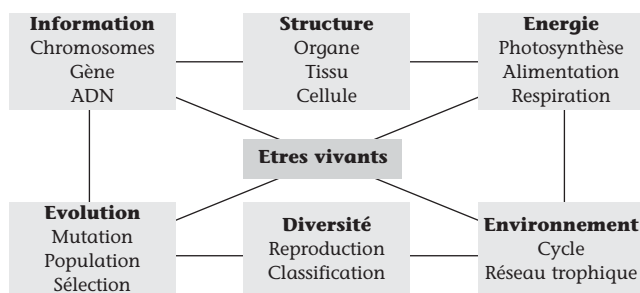 Information
Chromosomes
Gène
ADN
Structure
Organe
Tissu
Cellule
Energie
Photosynthèse
Alimentation
Respiration
Etres vivants
Evolution
Mutation
Population
Sélection
Diversité
Reproduction
Classification
Environnement
Cycle
Réseau trophique